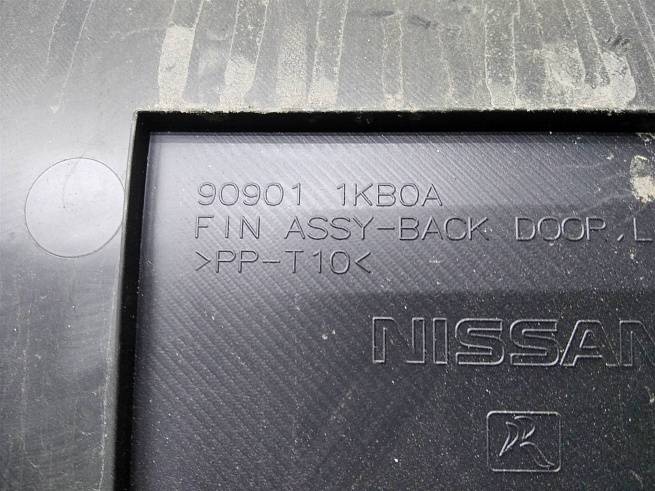 90901 1KB0A
FIN ASSY-BACK DOOR,L
>PP-T10<
NISSAN